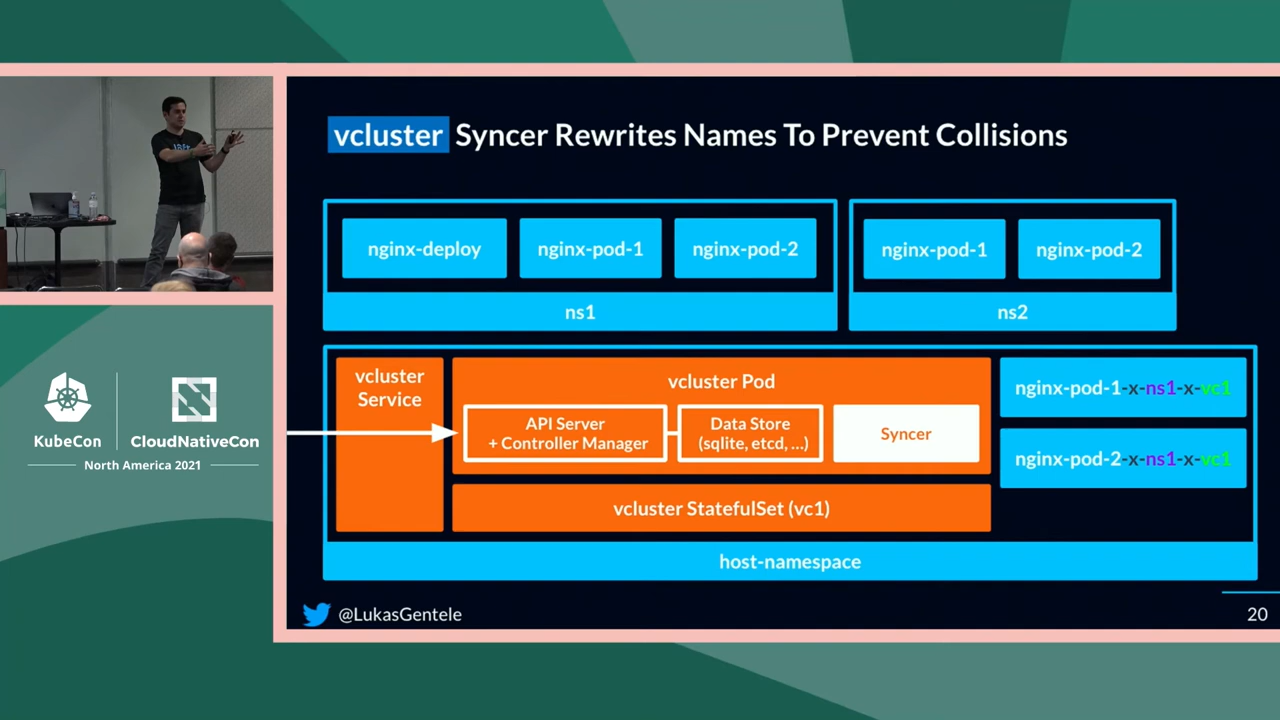 vcluster Syncer Rewrites Names To Prevent Collisions
nginx-deploy
nginx-pod-1
nginx-pod-2
ns1
nginx-pod-1
nginx-pod-2
ns2
vcluster
Service
vcluster Pod
API Server
+ Controller Manager
Data Store
(sqlite, etcd, ...)
Syncer
vcluster StatefulSet (vc1)
nginx-pod-1-x-ns1-x-vc1
nginx-pod-2-x-ns1-x-vc1
host-namespace
@LukasGentele
20
KubeCon
CloudNativeCon
North America 2021